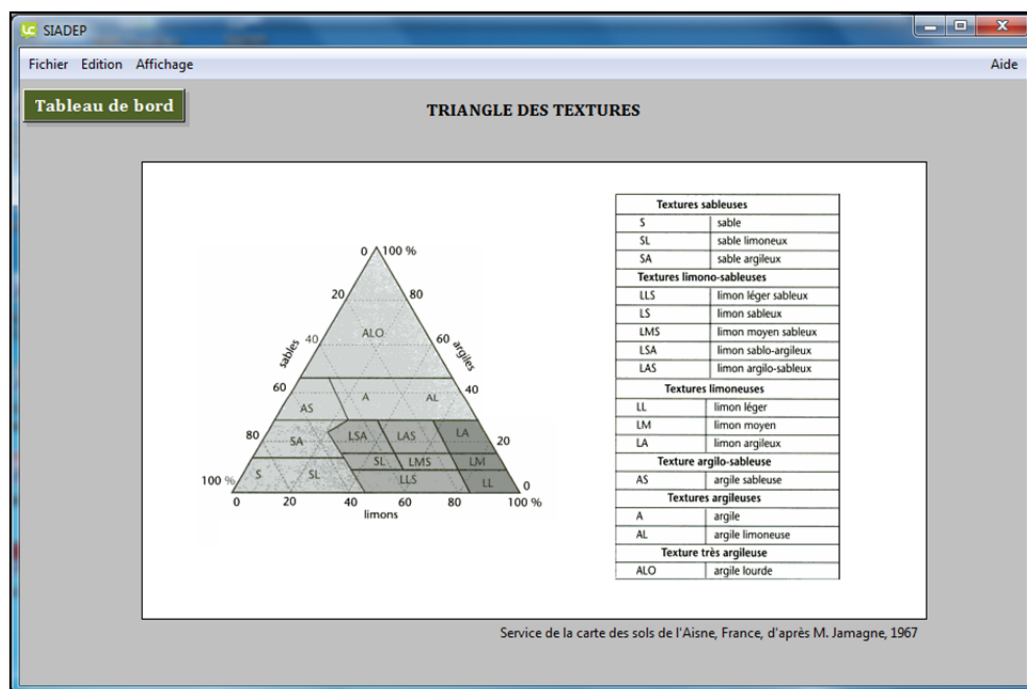 SIADEP
Fichier Edition Affichage Aide
Tableau de bord
TRIANGLE DES TEXTURES
0 100 %
20 80
ALO
40 60
sables argiles
60 40
AS A AL
80 20
SA LSA LAS LA
SL LMS LM
100 % S SL LLS LL 0
0 20 40 60 80 100 %
limons
Textures sableuses
S sable
SL sable limoneux
SA sable argileux
Textures limono-sableuses
LLS limon léger sableux
LS limon sableux
LMS limon moyen sableux
LSA limon sablo-argileux
LAS limon argilo-sableux
Textures limoneuses
LL limon léger
LM limon moyen
LA limon argileux
Texture argilo-sableuse
AS argile sableuse
Textures argileuses
A argile
AL argile limoneuse
Texture très argileuse
ALO argile lourde
Service de la carte des sols de l'Aisne, France, d'après M. Jamagne, 1967